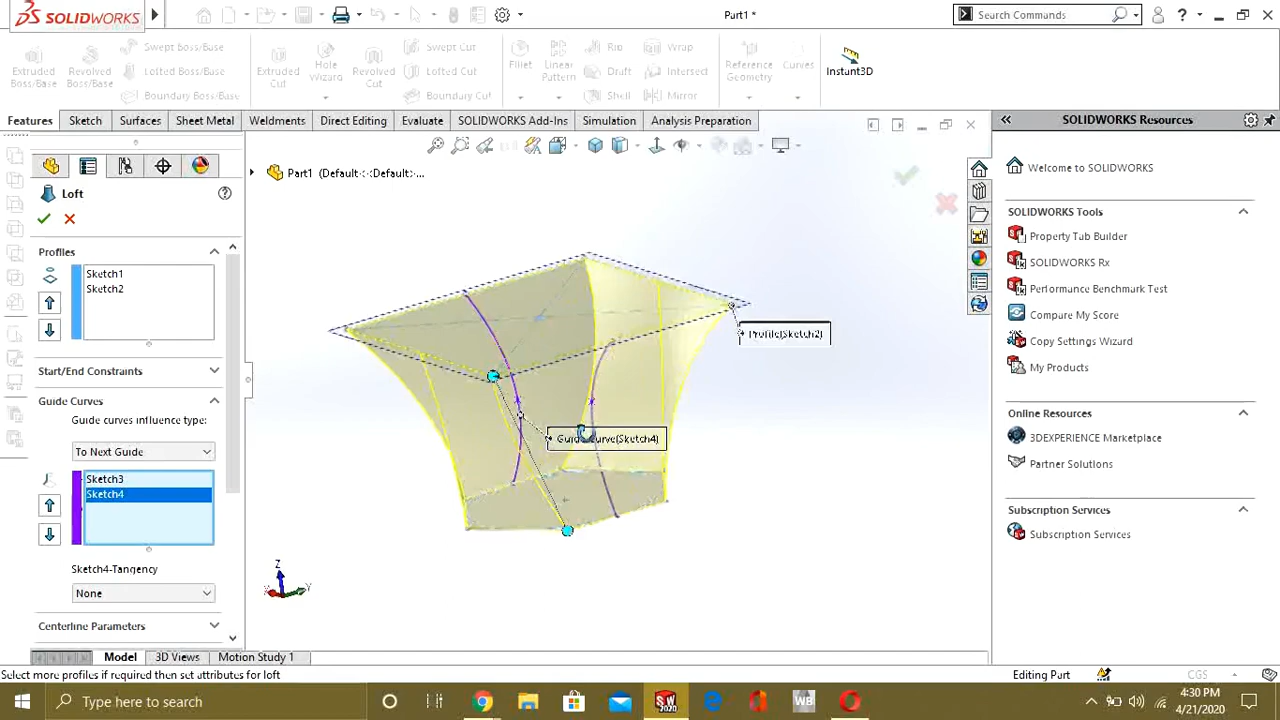 SOLIDWORKS
Part1 *
Search Commands
Extruded Boss/Base
Revolved Boss/Base
Swept Boss/Base
Lofted Boss/Base
Boundary Boss/Base
Extruded Cut
Hole Wizard
Revolved Cut
Swept Cut
Lofted Cut
Boundary Cut
Fillet
Linear Pattern
Rib
Draft
Shell
Wrap
Intersect
Mirror
Reference Geometry
Curves
Instant3D
Features
Sketch
Surfaces
Sheet Metal
Weldments
Direct Editing
Evaluate
SOLIDWORKS Add-Ins
Simulation
Analysis Preparation
Part1 (Default<<Default>...
Loft
Profiles
Sketch1
Sketch2
Start/End Constraints
Guide Curves
Guide curves influence type:
To Next Guide
Sketch3
Sketch4
Sketch4-Tangency
None
Centerline Parameters
Profile(Sketch2)
Guide Curve(Sketch4)
Z
X
Y
SOLIDWORKS Resources
Welcome to SOLIDWORKS
SOLIDWORKS Tools
Property Tab Builder
SOLIDWORKS Rx
Performance Benchmark Test
Compare My Score
Copy Settings Wizard
My Products
Online Resources
3DEXPERIENCE Marketplace
Partner Solutions
Subscription Services
Subscription Services
Model
3D Views
Motion Study 1
Select more profiles if required then set attributes for loft
Editing Part
CGS
Type here to search
SW
2020
WB
4:30 PM
4/21/2020